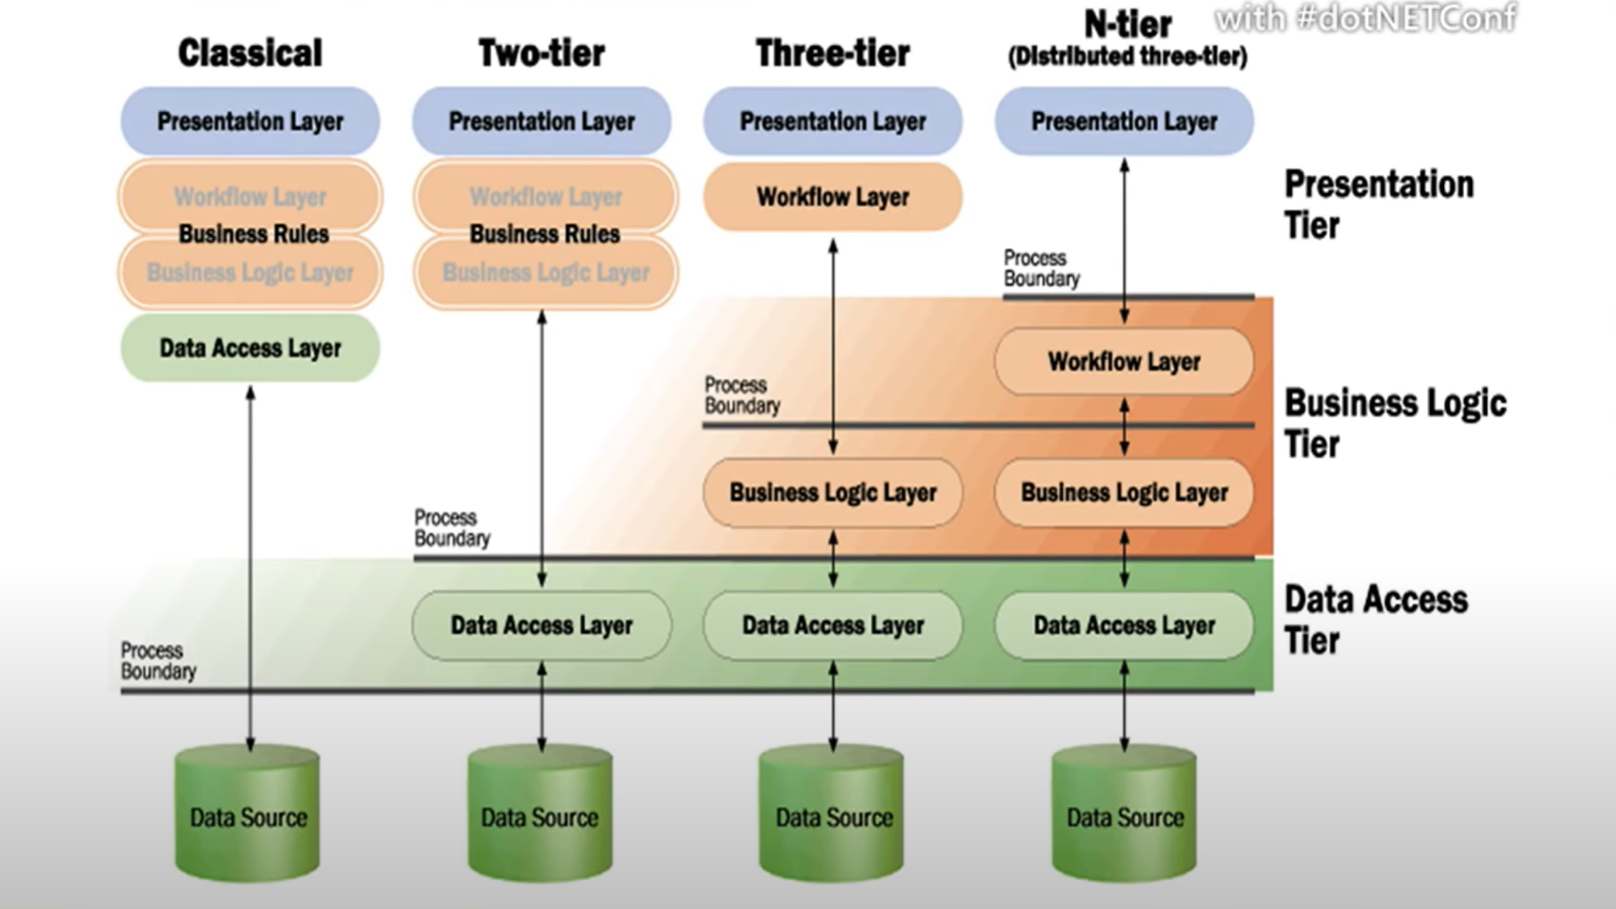 with #dotNETConf
Classical
Two-tier
Three-tier
N-tier
(Distributed three-tier)
Presentation Layer
Presentation Layer
Presentation Layer
Presentation Layer
Workflow Layer
Workflow Layer
Workflow Layer
Presentation
Tier
Business Rules
Business Rules
Business Logic Layer
Business Logic Layer
Process
Boundary
Data Access Layer
Workflow Layer
Process
Boundary
Business Logic
Tier
Business Logic Layer
Business Logic Layer
Process
Boundary
Data Access Layer
Data Access Layer
Data Access Layer
Data Access
Tier
Process
Boundary
Data Source
Data Source
Data Source
Data Source